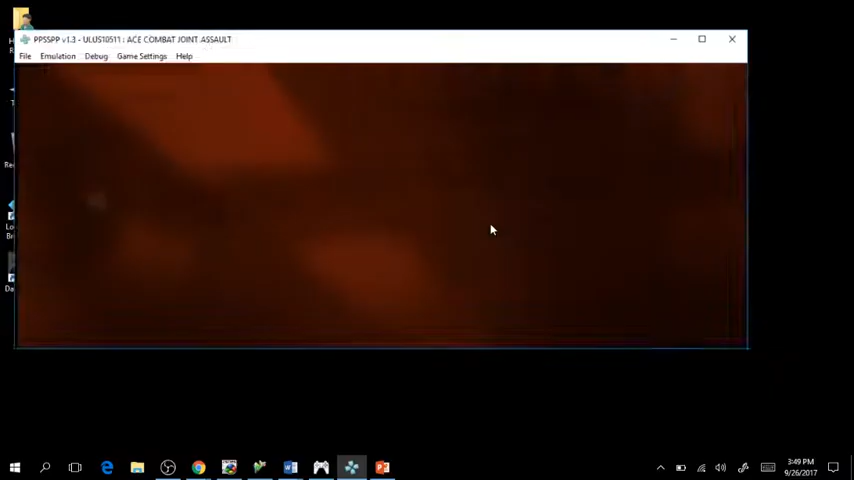 PPSSPP v1.3 - ULUS10511 : ACE COMBAT JOINT ASSAULT
File Emulation Debug Game Settings Help
3:49 PM
9/26/2017